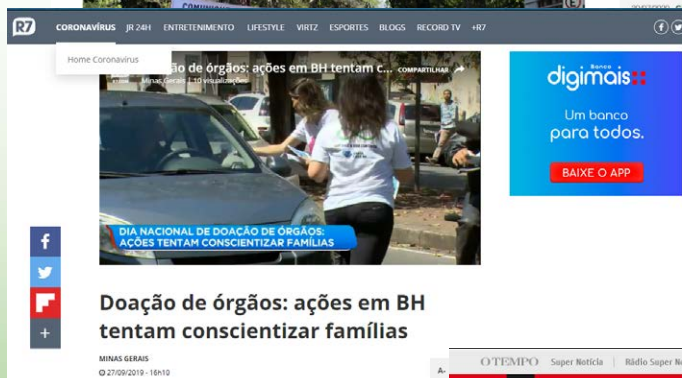 R7
CORONAVÍRUS JR 24H ENTRETENIMENTO LIFESTYLE VIRTZ ESPORTES BLOGS RECORD TV +R7
Home Coronavírus
ão de órgãos: ações em BH tentam c... COMPARTILHAR
Minas Gerais | 10 visualizações
DIA NACIONAL DE DOAÇÃO DE ÓRGÃOS:
AÇÕES TENTAM CONSCIENTIZAR FAMÍLIAS
Banco
digimais
Um banco
para todos.
BAIXE O APP
Doação de órgãos: ações em BH
tentam conscientizar famílias
MINAS GERAIS
27/09/2019 - 16h10
A-
O TEMPO Super Notícia Rádio Super No